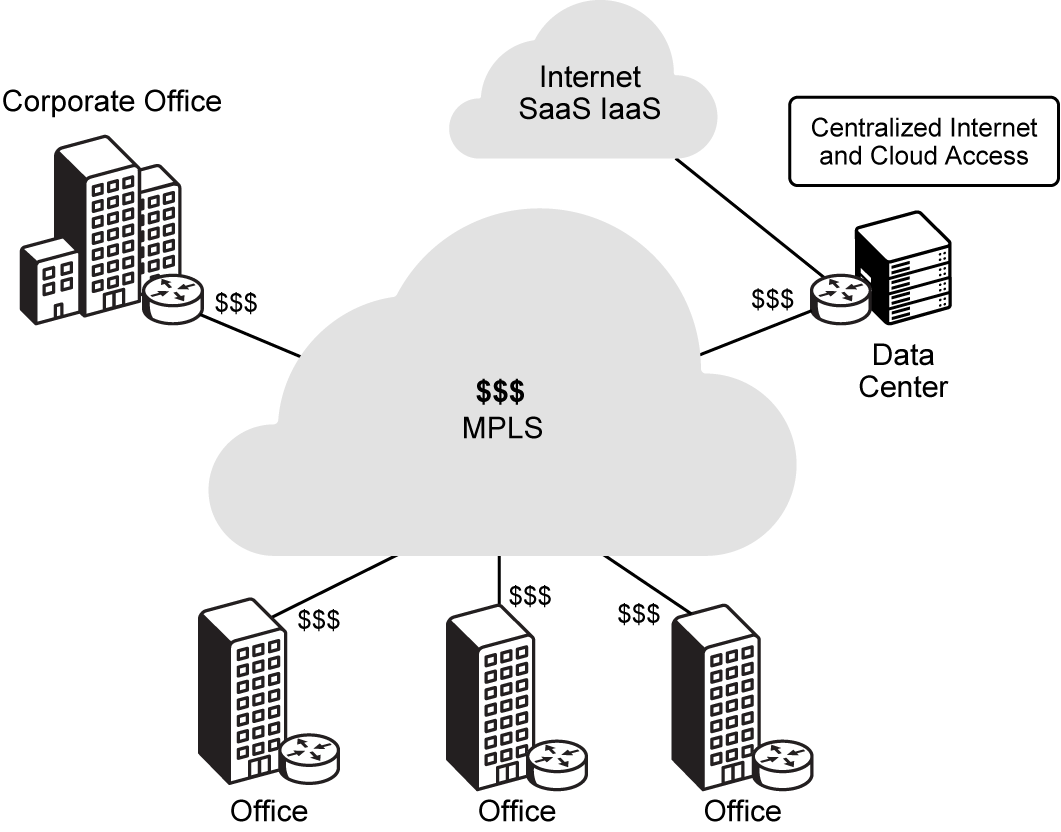 Internet
SaaS IaaS
Corporate Office
Centralized Internet
and Cloud Access
$$$
$$$
Data
Center
$$$
MPLS
$$$
$$$
$$$
Office
Office
Office